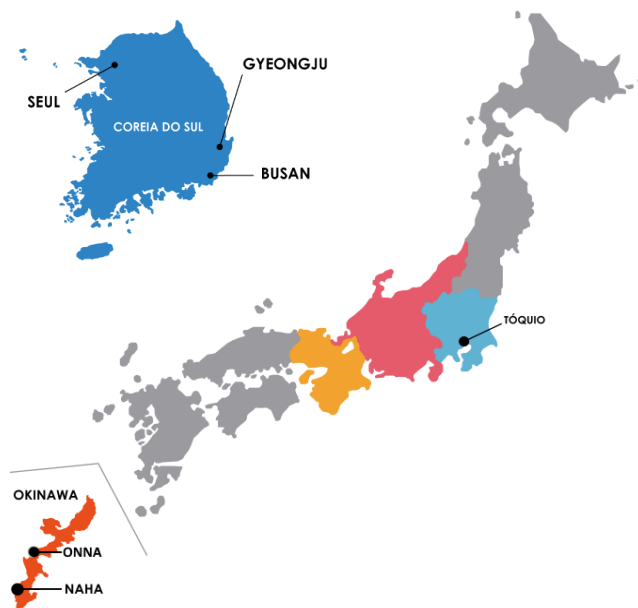 GYEONGJU
SEUL
COREIA DO SUL
BUSAN
TÓQUIO
OKINAWA
ONNA
NAHA